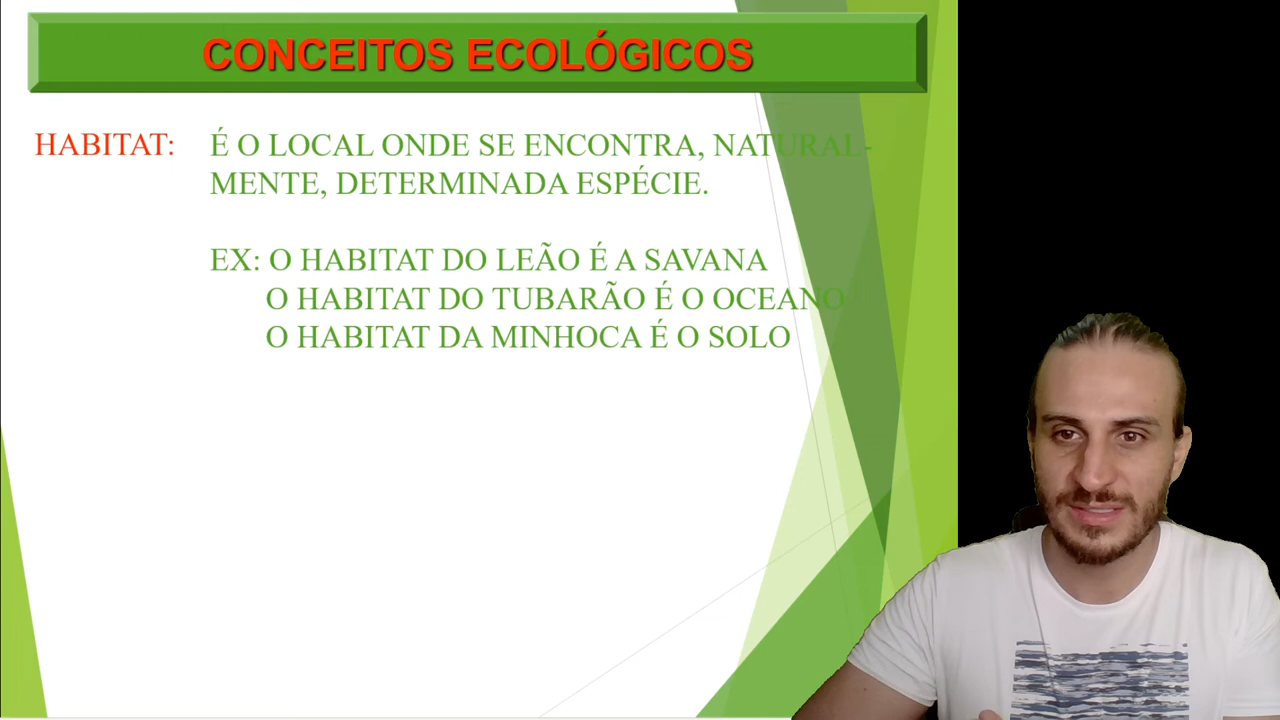 CONCEITOS ECOLÓGICOS
HABITAT: É O LOCAL ONDE SE ENCONTRA, NATURAL-
MENTE, DETERMINADA ESPÉCIE.
EX: O HABITAT DO LEÃO É A SAVANA
O HABITAT DO TUBARÃO É O OCEANO
O HABITAT DA MINHOCA É O SOLO